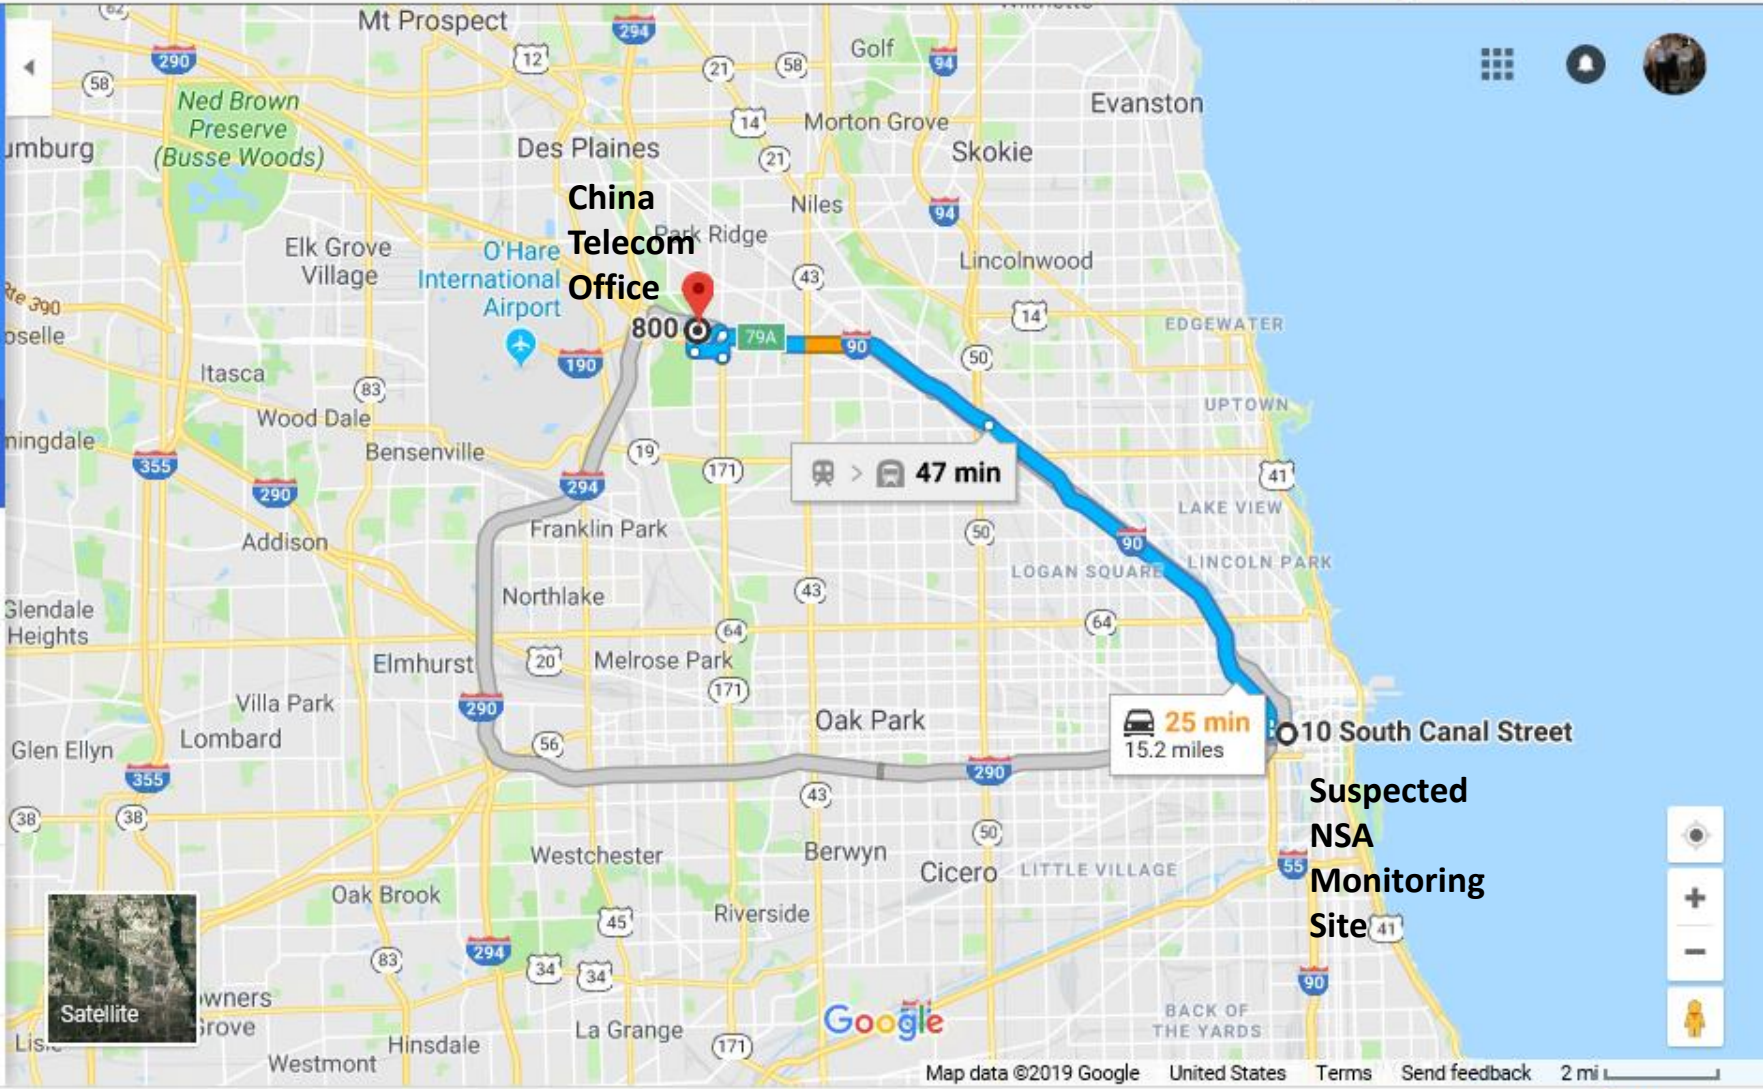 62
Mt Prospect
294
Golf
290
12
21
58
94
58
Ned Brown
Preserve
(Busse Woods)
Evanston
14
Morton Grove
umburg
Des Plaines
21
Skokie
China
Telecom
Office
Niles
94
Park Ridge
Elk Grove
Village
O'Hare
International
Airport
Lincolnwood
43
Rte 390
14
EDGEWATER
oselle
800
79A
90
50
190
Itasca
83
UPTOWN
Wood Dale
ningdale
Bensenville
19
355
171
47 min
41
290
294
LAKE VIEW
Franklin Park
50
90
Addison
LOGAN SQUARE
LINCOLN PARK
Northlake
43
Glendale
Heights
64
64
Elmhurst
20
Melrose Park
171
290
Villa Park
Oak Park
25 min
15.2 miles
10 South Canal Street
Lombard
Glen Ellyn
56
355
290
Suspected
NSA
Monitoring
Site
43
38
38
50
Westchester
Berwyn
Cicero
LITTLE VILLAGE
55
Oak Brook
45
Riverside
41
294
83
34
34
90
Satellite
owners
Grove
Google
BACK OF
THE YARDS
La Grange
Hinsdale
171
Westmont
Map data ©2019 Google
United States
Terms
Send feedback
2 mi